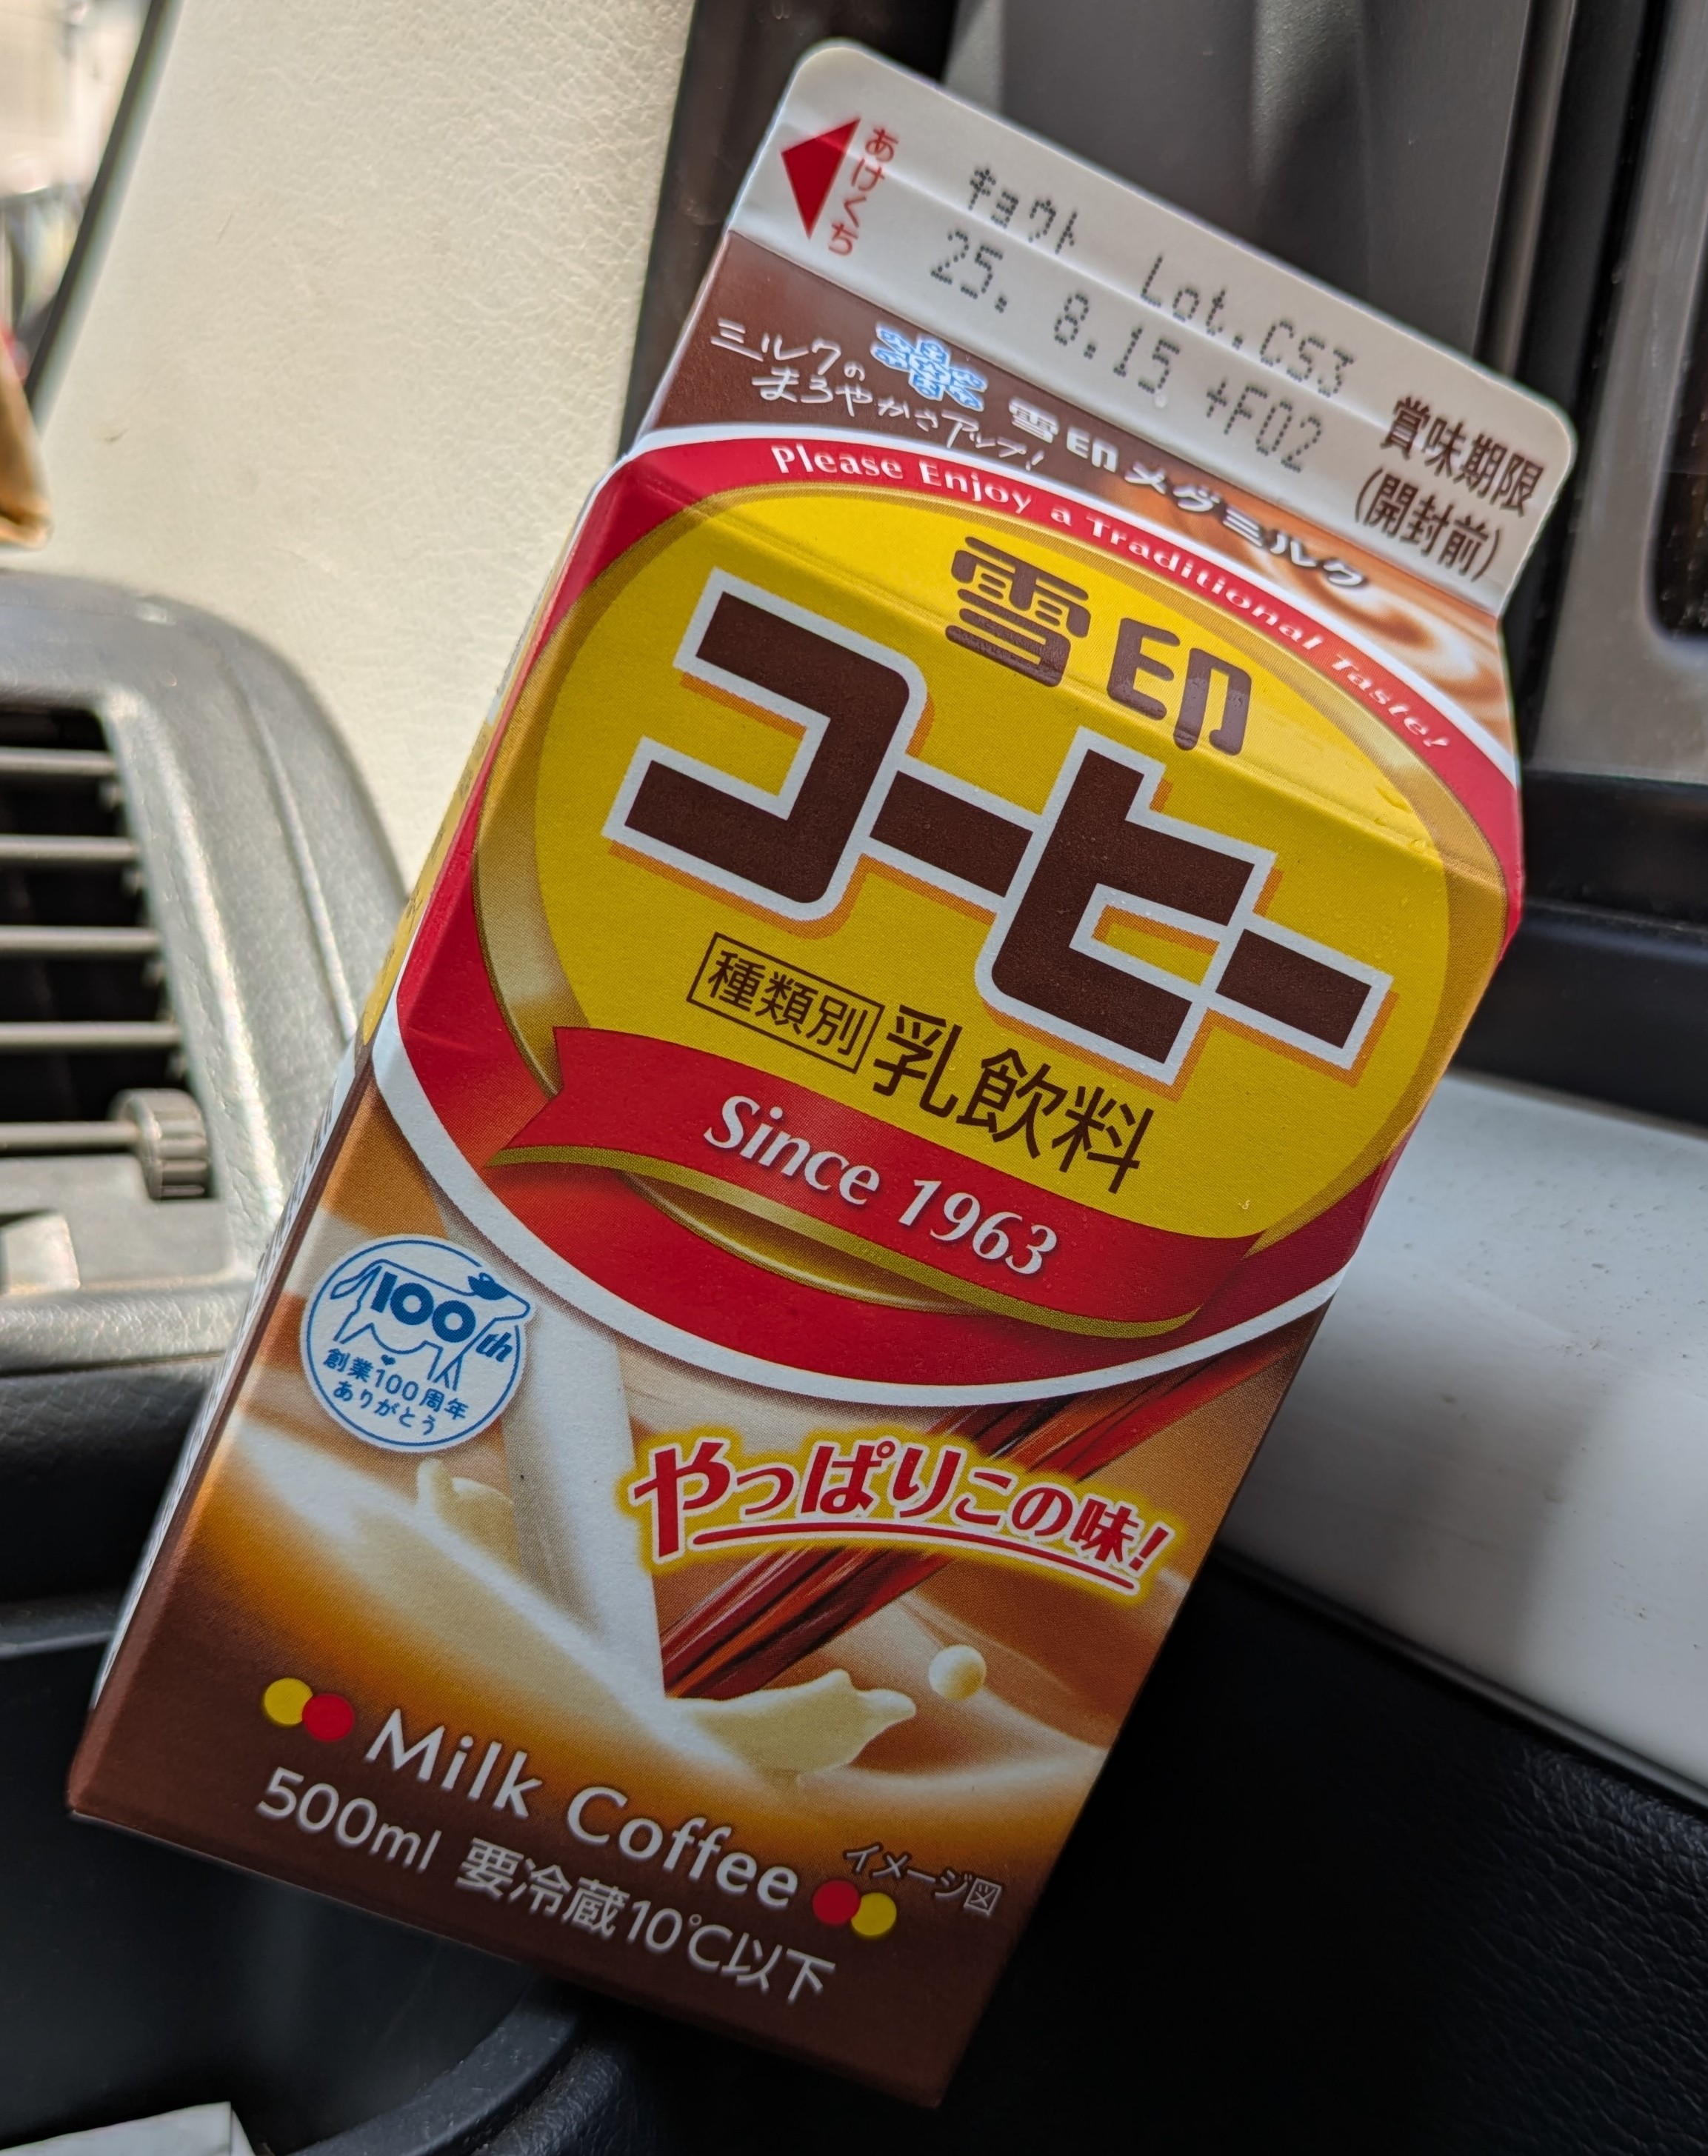 あけくち
キョウト Lot.CS3
25. 8.15 +F02
賞味期限
(開封前)
ミルクの
まろやかさアップ!
雪印メグミルク
Please Enjoy a Traditional Taste!
雪印
コーヒー
種類別 乳飲料
Since 1963
100th
創業100周年
ありがとう
やっぱりこの味!
Milk Coffee
イメージ図
500ml 要冷蔵10℃以下